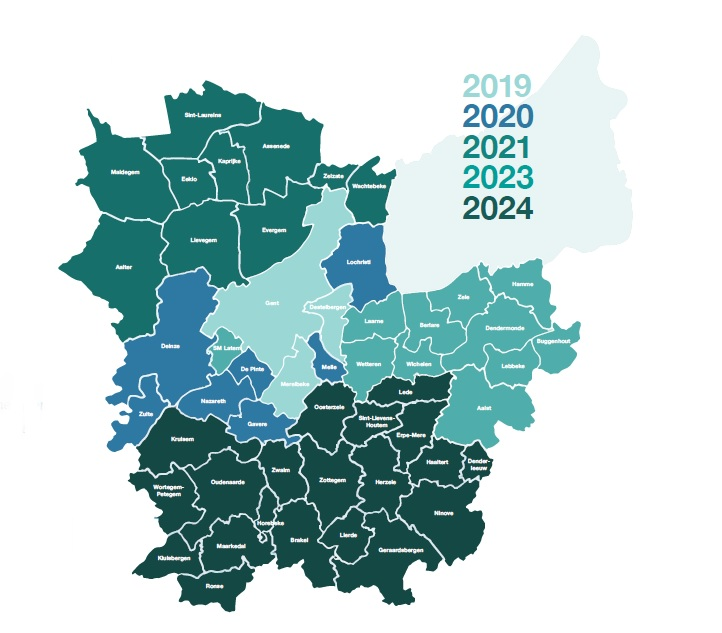 2019
2020
2021
2023
2024
Sint-Laureins
Assenede
Kaprijke
Maldegem
Eeklo
Zelzate
Wachtebeke
Evergem
Lievegem
Aalter
Lochristi
Hamme
Zele
Gent
Destelbergen
Laarne
Berlare
Dendermonde
Buggenhout
Deinze
SM Latem
De Pinte
Melle
Wetteren
Wichelen
Lebbeke
Merelbeke
Lede
Nazareth
Zulte
Oosterzele
Aalst
Gavere
Sint-Lievens-
Houtem
Erpe-Mere
Kruisem
Haaltert
Dender-
leeuw
Zwalm
Oudenaarde
Zottegem
Herzele
Wortegem-
Petegem
Ninove
Horebeke
Brakel
Lierde
Maarkedal
Geraardsbergen
Kluisbergen
Ronse